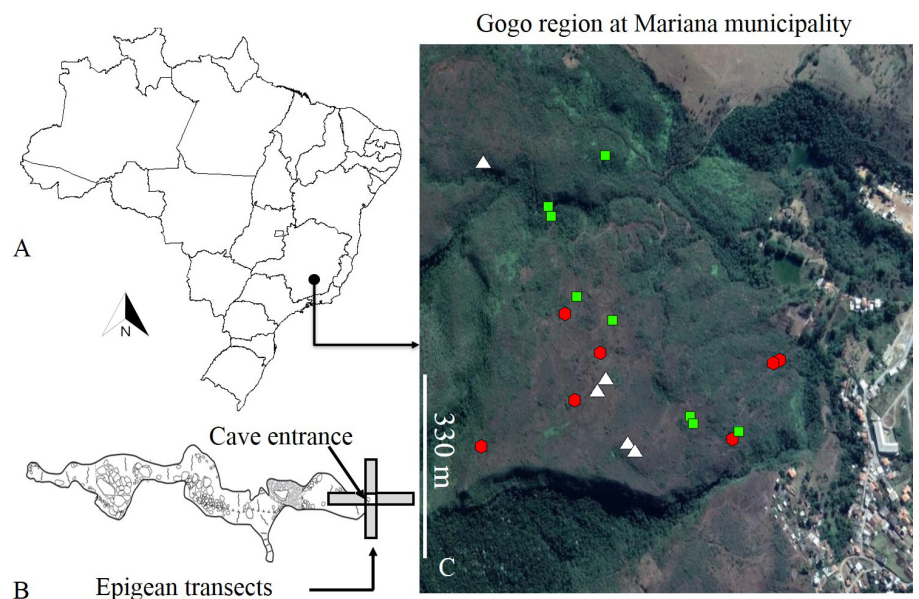 Gogo region at Mariana municipality
A
N
Cave entrance
330 m
B
Epigean transects
C